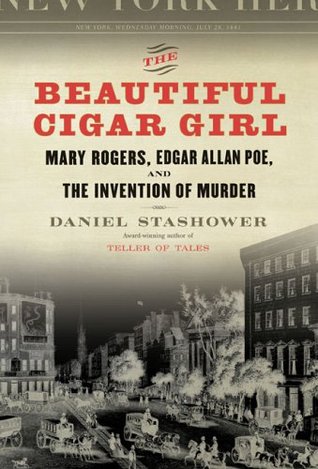 NEW YORK HER
NEW YORK, WEDNESDAY MORNING, JULY 28, 1841
THE
BEAUTIFUL
CIGAR GIRL
MARY ROGERS, EDGAR ALLAN POE,
AND
THE INVENTION OF MURDER
DANIEL STASHOWER
Award-winning author of
TELLER OF TALES